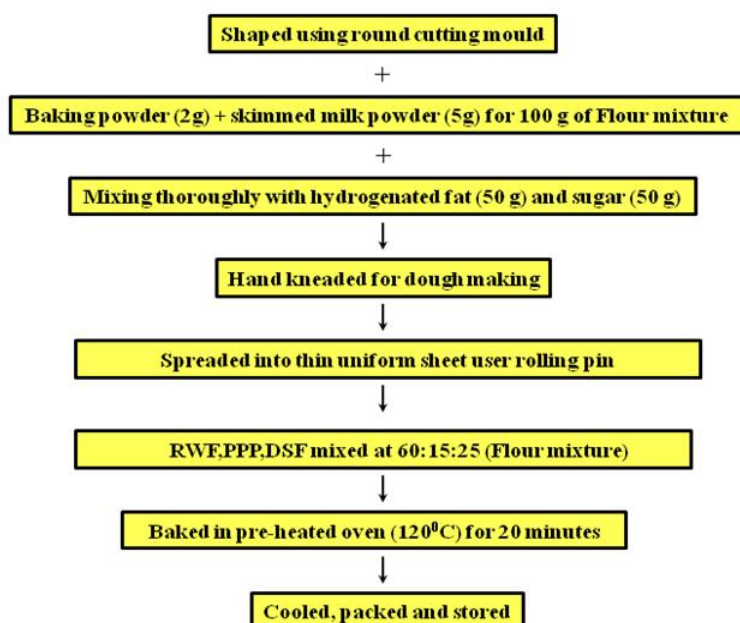 Shaped using round cutting mould
+
Baking powder (2g) + skimmed milk powder (5g) for 100 g of Flour mixture
+
Mixing thoroughly with hydrogenated fat (50 g) and sugar (50 g)
Hand kneaded for dough making
Spreaded into thin uniform sheet user rolling pin
RWF,PPP,DSF mixed at 60:15:25 (Flour mixture)
Baked in pre-heated oven (120⁰C) for 20 minutes
Cooled, packed and stored